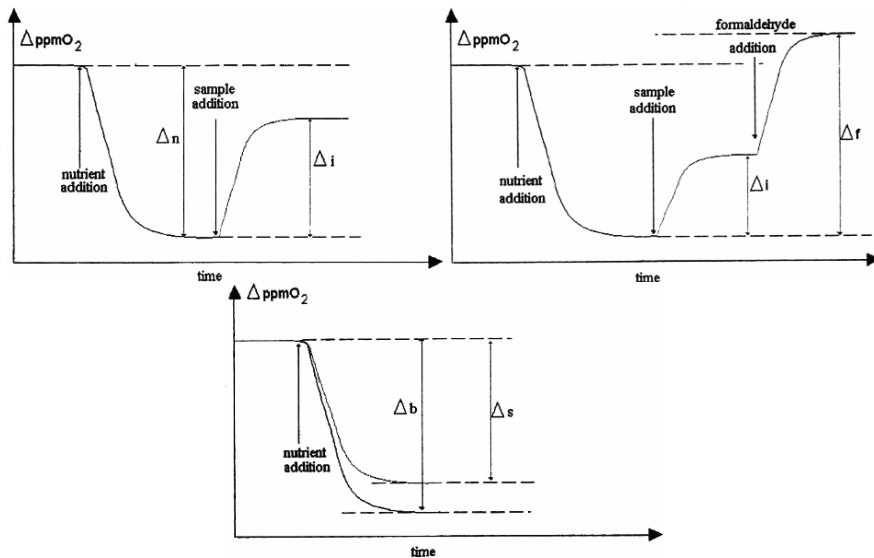 ΔppmO2
sample
addition
Δn
Δi
nutrient
addition
time
ΔppmO2
formaldehyde
addition
sample
addition
Δf
nutrient
addition
Δi
time
ΔppmO2
Δb
Δs
nutrient
addition
time